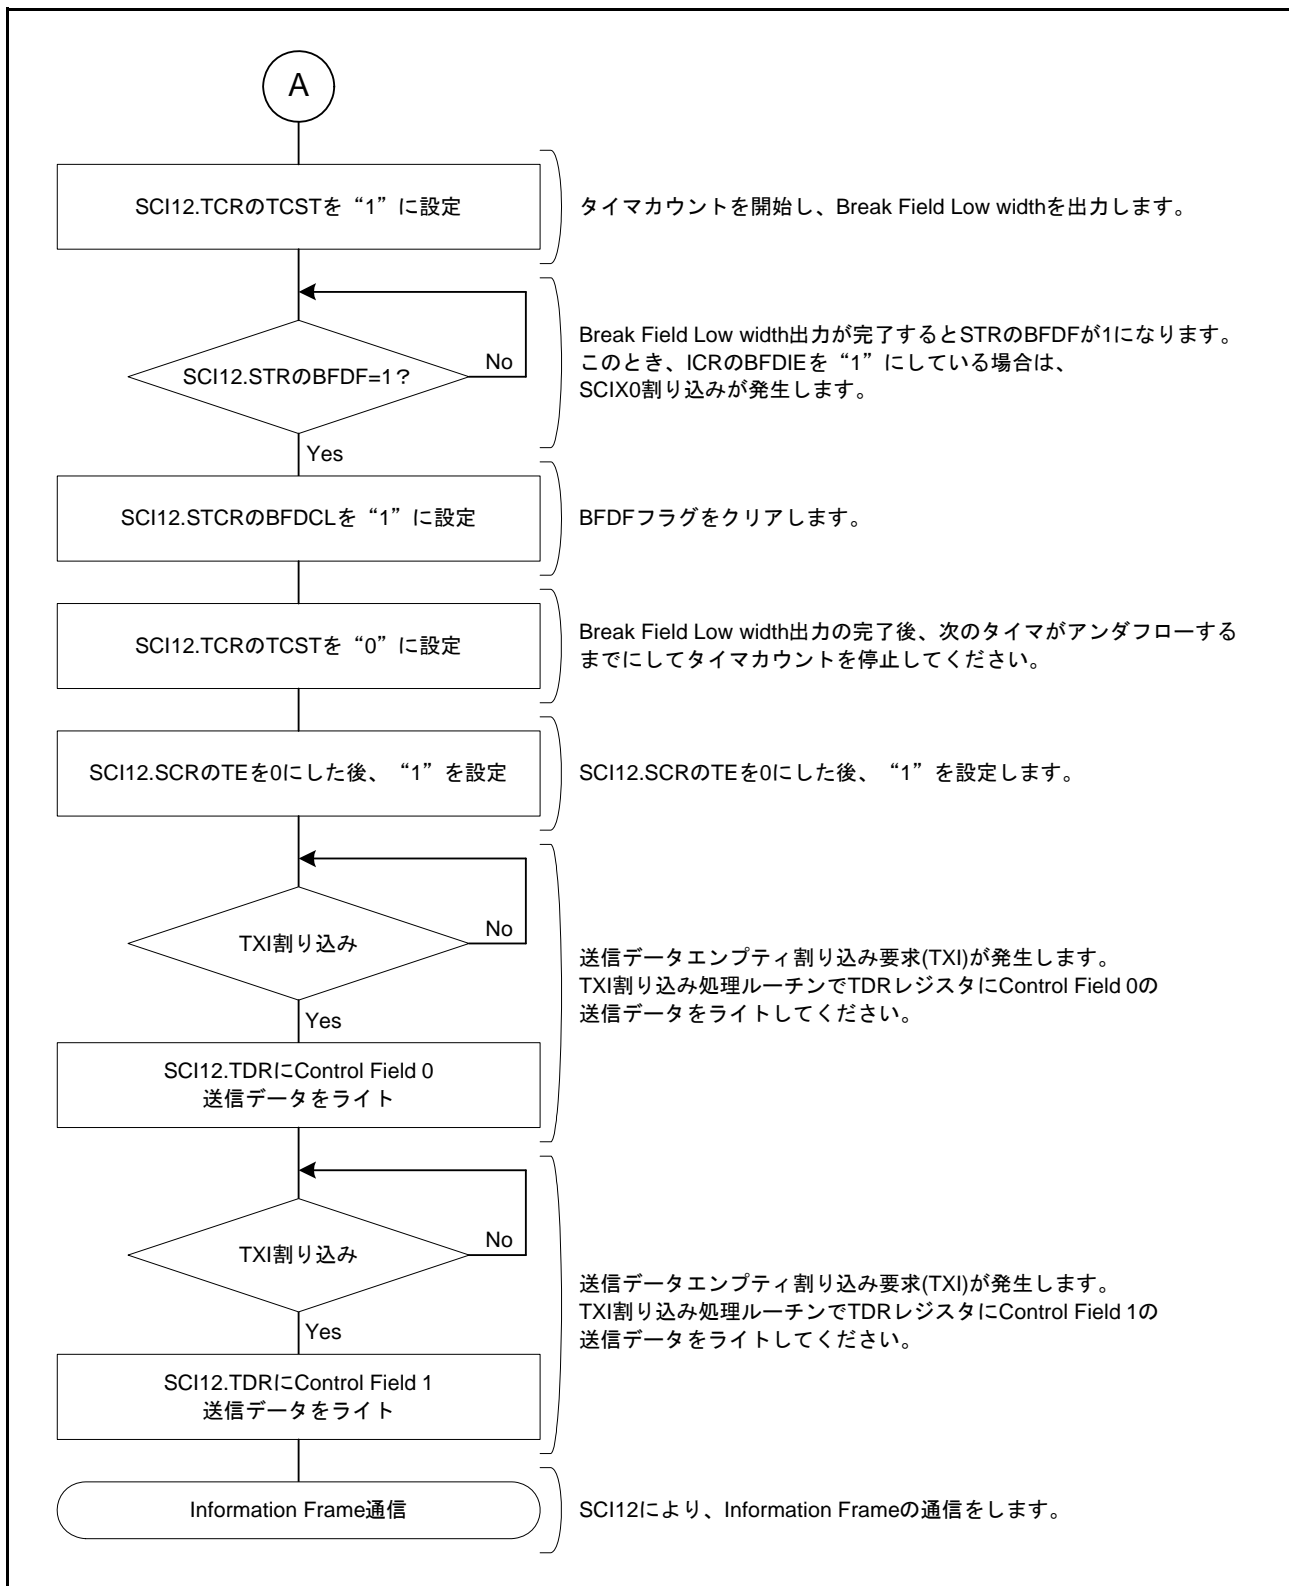 A
SCI12.TCRのTCSTを“1”に設定
タイマカウントを開始し、Break Field Low widthを出力します。
SCI12.STRのBFDF=1？
No
Yes
Break Field Low width出力が完了するとSTRのBFDFが1になります。
このとき、ICRのBFDIEを“1”にしている場合は、
SCIX0割り込みが発生します。
SCI12.STCRのBFDCLを“1”に設定
BFDFフラグをクリアします。
SCI12.TCRのTCSTを“0”に設定
Break Field Low width出力の完了後、次のタイマがアンダフローする
までにしてタイマカウントを停止してください。
SCI12.SCRのTEを0にした後、“1”を設定
SCI12.SCRのTEを0にした後、“1”を設定します。
TXI割り込み
No
Yes
SCI12.TDRにControl Field 0
送信データをライト
送信データエンプティ割り込み要求(TXI)が発生します。
TXI割り込み処理ルーチンでTDRレジスタにControl Field 0の
送信データをライトしてください。
TXI割り込み
No
Yes
SCI12.TDRにControl Field 1
送信データをライト
送信データエンプティ割り込み要求(TXI)が発生します。
TXI割り込み処理ルーチンでTDRレジスタにControl Field 1の
送信データをライトしてください。
Information Frame通信
SCI12により、Information Frameの通信をします。